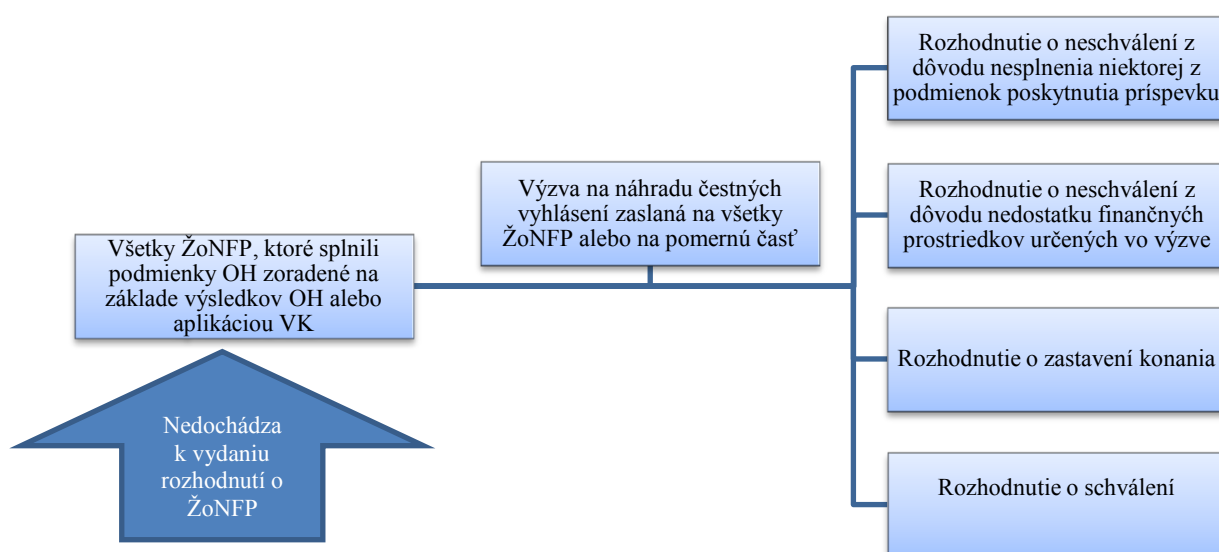 Všetky ŽoNFP, ktoré splnili
podmienky OH zoradené na
základe výsledkov OH alebo
aplikáciou VK
Nedochádza
k vydaniu
rozhodnutí o
ŽoNFP
Výzva na náhradu čestných
vyhlásení zaslaná na všetky
ŽoNFP alebo na pomernú časť
Rozhodnutie o neschválení z
dôvodu nesplnenia niektorej z
podmienok poskytnutia príspevku
Rozhodnutie o neschválení z
dôvodu nedostatku finančných
prostriedkov určených vo výzve
Rozhodnutie o zastavení konania
Rozhodnutie o schválení